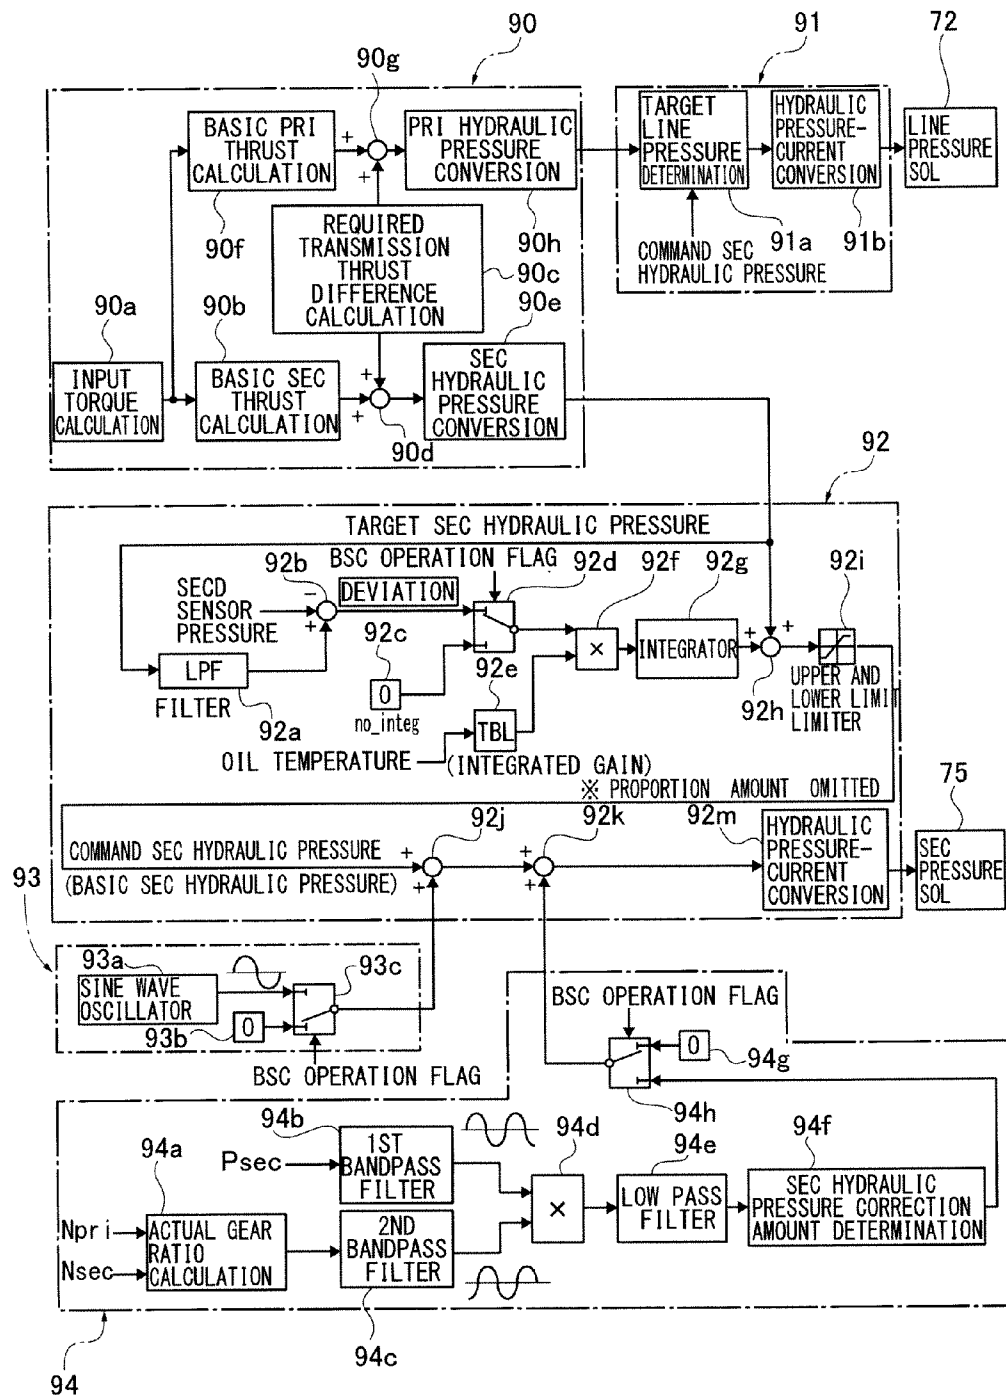 90
90g
91
72
BASIC PRI
THRUST
CALCULATION
+
+
PRI HYDRAULIC
PRESSURE
CONVERSION
TARGET
LINE
PRESSURE
DETERMINATION
HYDRAULIC
PRESSURE-
CURRENT
CONVERSION
LINE
PRESSURE
SOL
90f
REQUIRED
TRANSMISSION
THRUST
DIFFERENCE
CALCULATION
90h
90c
91a
91b
COMMAND SEC
HYDRAULIC PRESSURE
90a
90b
90e
INPUT
TORQUE
CALCULATION
BASIC SEC
THRUST
CALCULATION
+
+
SEC
HYDRAULIC
PRESSURE
CONVERSION
90d
92
TARGET SEC HYDRAULIC PRESSURE
BSC OPERATION FLAG
92b
92d
92f
92g
92i
SECD
SENSOR
PRESSURE
−
+
DEVIATION
92c
0
no_integ
92e
×
INTEGRATOR
+
+
92h
LPF
FILTER
92a
TBL
UPPER AND
LOWER LIMIT
LIMITER
OIL TEMPERATURE
(INTEGRATED GAIN)
※ PROPORTION AMOUNT OMITTED
75
92j
92k
92m
COMMAND SEC HYDRAULIC PRESSURE
(BASIC SEC HYDRAULIC PRESSURE)
+
+
+
+
HYDRAULIC
PRESSURE-
CURRENT
CONVERSION
SEC
PRESSURE
SOL
93
93a
SINE WAVE
OSCILLATOR
93c
93b
0
BSC OPERATION FLAG
BSC OPERATION FLAG
0
94g
94h
94b
94d
94e
94f
94a
Psec
1ST
BANDPASS
FILTER
×
LOW PASS
FILTER
SEC HYDRAULIC
PRESSURE CORRECTION
AMOUNT DETERMINATION
Npri
Nsec
ACTUAL GEAR
RATIO
CALCULATION
2ND
BANDPASS
FILTER
94c
94